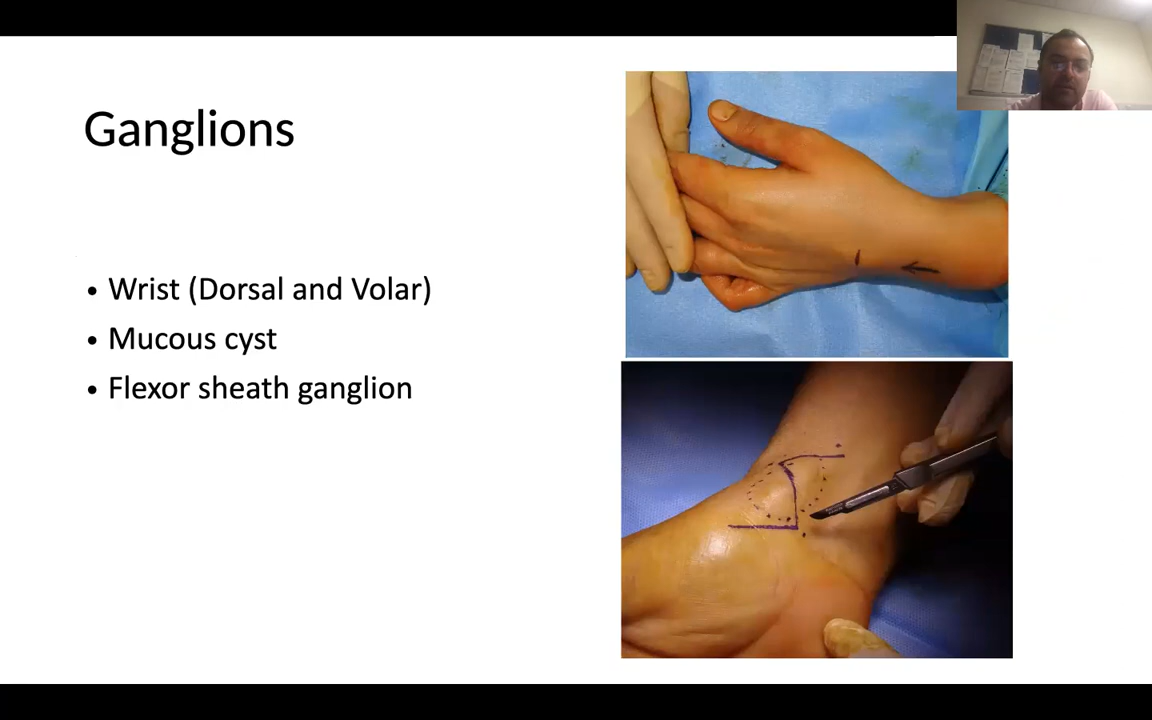 Ganglions
• Wrist (Dorsal and Volar)
• Mucous cyst
• Flexor sheath ganglion